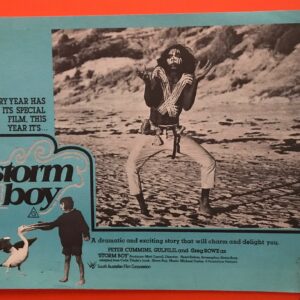 RY YEAR HAS
ITS SPECIAL
FILM, THIS
YEAR IT'S...
storm
boy
A dramatic and exciting story that will charm and delight you.
PETER CUMMINS, GULPILIL and GREG ROWE as
'STORM BOY'
South Australian Film Corporation